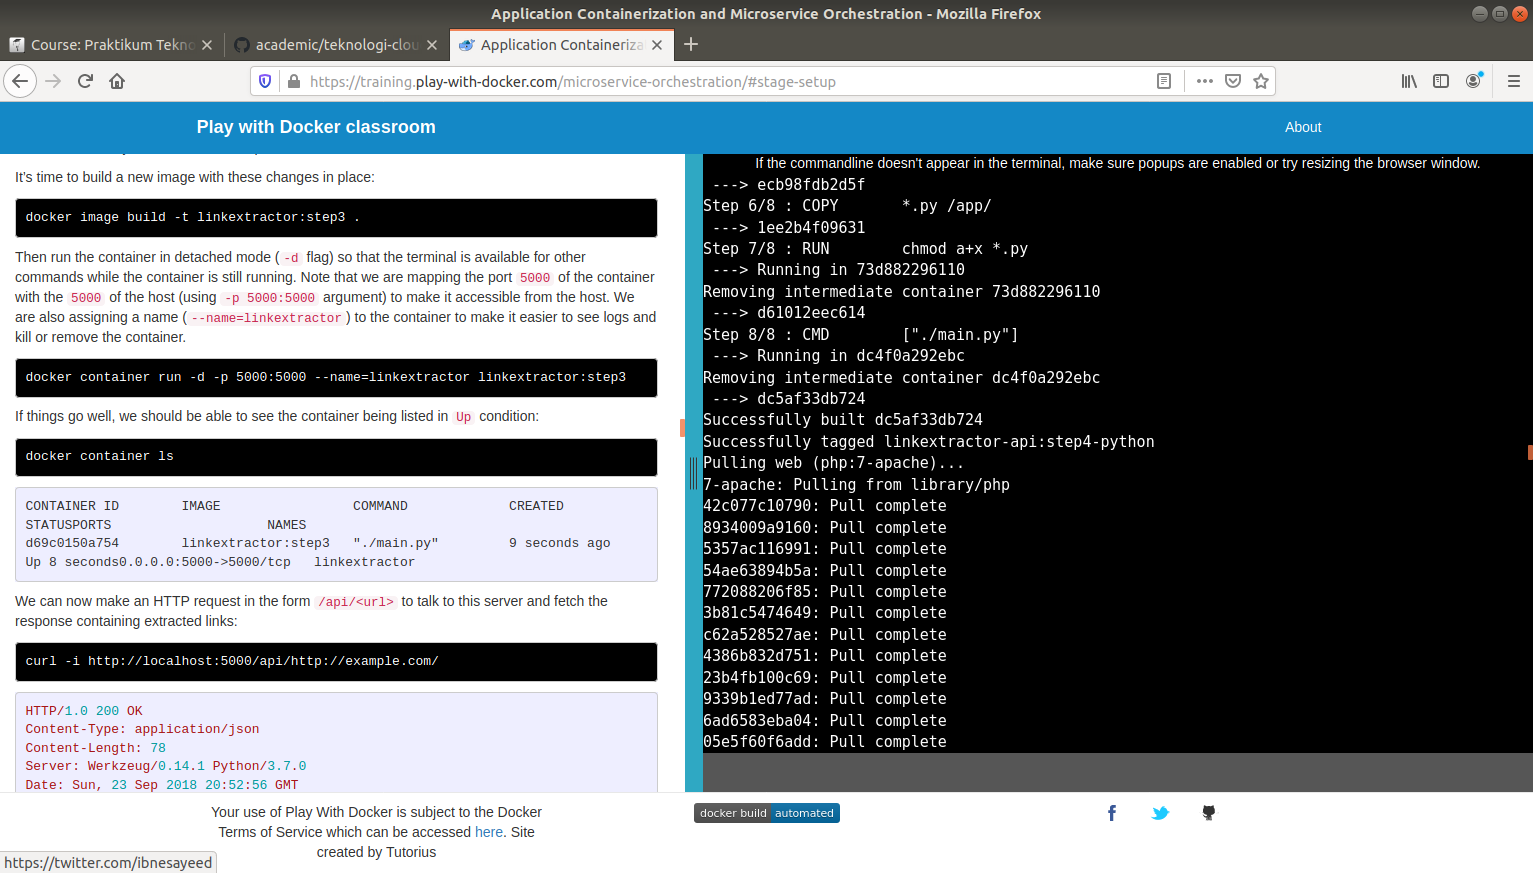 Application Containerization and Microservice Orchestration - Mozilla Firefox
Course: Praktikum Tekno
academic/teknologi-clou
Application Containeriza
https://training.play-with-docker.com/microservice-orchestration/#stage-setup
Play with Docker classroom
About
It's time to build a new image with these changes in place:
docker image build -t linkextractor:step3 .
Then run the container in detached mode ( -d flag) so that the terminal is available for other
commands while the container is still running. Note that we are mapping the port 5000 of the container
with the 5000 of the host (using -p 5000:5000 argument) to make it accessible from the host. We
are also assigning a name ( --name=linkextractor ) to the container to make it easier to see logs and
kill or remove the container.
docker container run -d -p 5000:5000 --name=linkextractor linkextractor:step3
If things go well, we should be able to see the container being listed in Up condition:
docker container ls
CONTAINER ID IMAGE COMMAND CREATED
STATUSPORTS NAMES
d69c0150a754 linkextractor:step3 "./main.py" 9 seconds ago
Up 8 seconds0.0.0.0:5000->5000/tcp linkextractor
We can now make an HTTP request in the form /api/<url> to talk to this server and fetch the
response containing extracted links:
curl -i http://localhost:5000/api/http://example.com/
HTTP/1.0 200 OK
Content-Type: application/json
Content-Length: 78
Server: Werkzeug/0.14.1 Python/3.7.0
Date: Sun, 23 Sep 2018 20:52:56 GMT
If the commandline doesn't appear in the terminal, make sure popups are enabled or try resizing the browser window.
---> ecb98fdb2d5f
Step 6/8 : COPY *.py /app/
---> 1ee2b4f09631
Step 7/8 : RUN chmod a+x *.py
---> Running in 73d882296110
Removing intermediate container 73d882296110
---> d61012eec614
Step 8/8 : CMD ["./main.py"]
---> Running in dc4f0a292ebc
Removing intermediate container dc4f0a292ebc
---> dc5af33db724
Successfully built dc5af33db724
Successfully tagged linkextractor-api:step4-python
Pulling web (php:7-apache)...
7-apache: Pulling from library/php
42c077c10790: Pull complete
8934009a9160: Pull complete
5357ac116991: Pull complete
54ae63894b5a: Pull complete
772088206f85: Pull complete
3b81c5474649: Pull complete
c62a528527ae: Pull complete
4386b832d751: Pull complete
23b4fb100c69: Pull complete
9339b1ed77ad: Pull complete
6ad6583eba04: Pull complete
05e5f60f6add: Pull complete
Your use of Play With Docker is subject to the Docker
Terms of Service which can be accessed here. Site
created by Tutorius
docker build automated
https://twitter.com/ibnesayeed